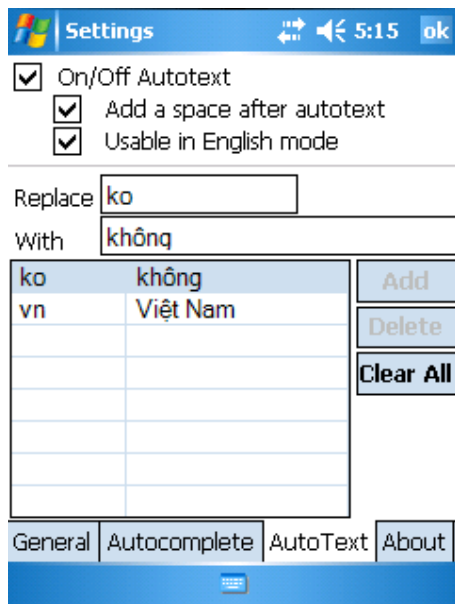 Settings 5:15 ok
On/Off Autotext
Add a space after autotext
Usable in English mode
Replace ko
With không
ko không Add
vn Việt Nam Delete
Clear All
General Autocomplete AutoText About